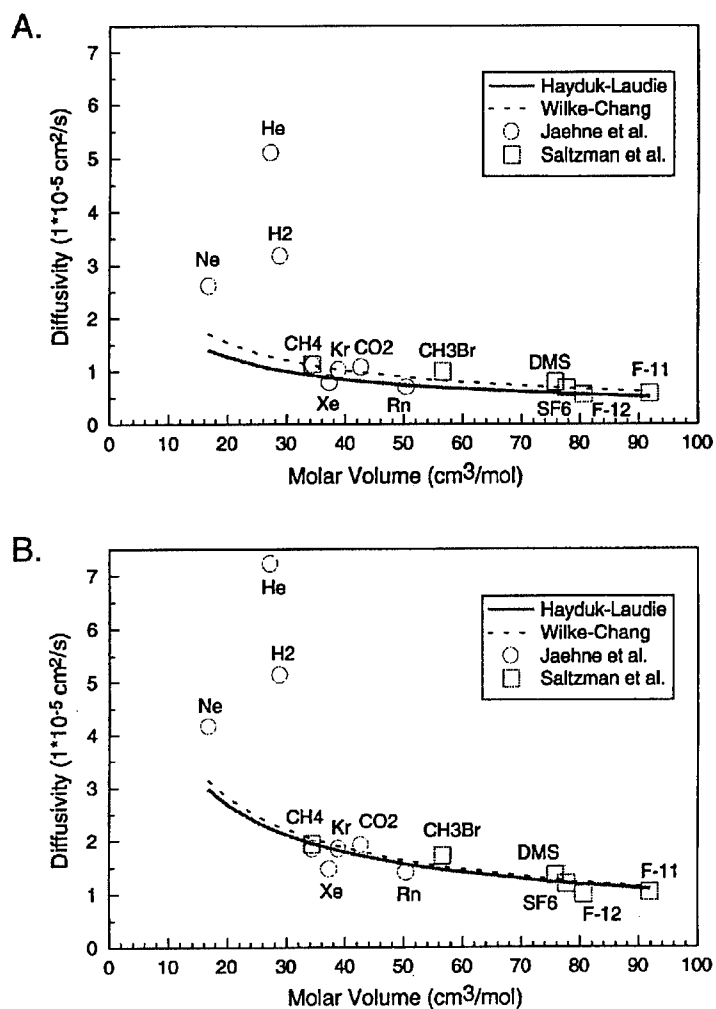 A.
7
6
5
4
3
2
1
0
Diffusivity (1*10-5 cm2/s)
Hayduk-Laudie
Wilke-Chang
Jaehne et al.
Saltzman et al.
He
H2
Ne
CH4
Kr
CO2
CH3Br
DMS
F-11
Xe
Rn
SF6
F-12
0 10 20 30 40 50 60 70 80 90 100
Molar Volume (cm3/mol)
B.
7
6
5
4
3
2
1
0
Diffusivity (1*10-5 cm2/s)
Hayduk-Laudie
Wilke-Chang
Jaehne et al.
Saltzman et al.
He
H2
Ne
CH4
Kr
CO2
CH3Br
DMS
F-11
Xe
Rn
SF6
F-12
0 10 20 30 40 50 60 70 80 90 100
Molar Volume (cm3/mol)